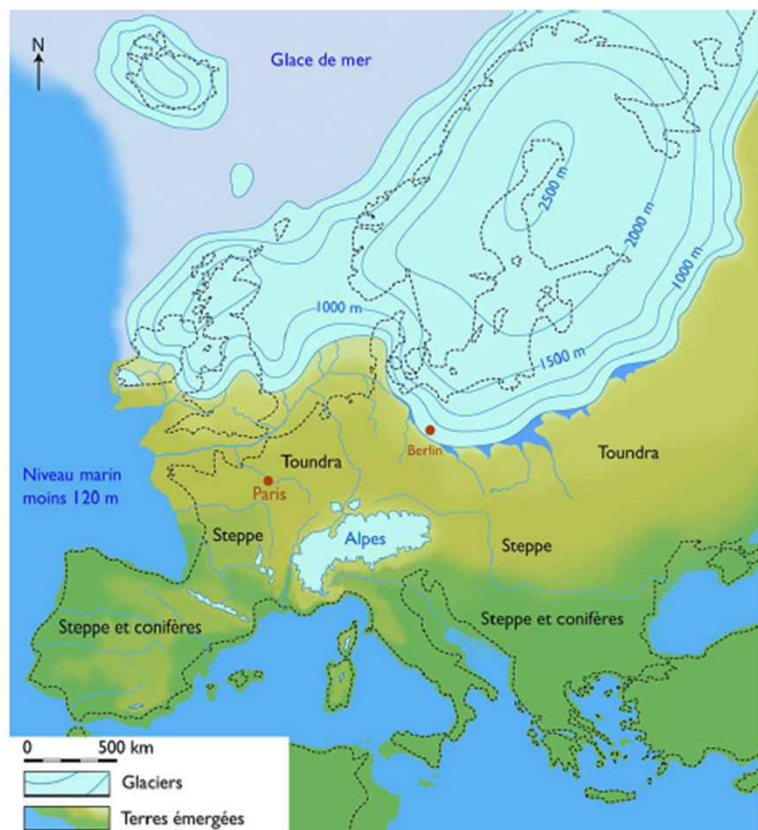 N
Glace de mer
2500 m
2000 m
1000 m
1000 m
1500 m
Berlin
Toundra
Toundra
Niveau marin
moins 120 m
Paris
Steppe
Alpes
Steppe
Steppe et conifères
Steppe et conifères
0 500 km
Glaciers
Terres émergées